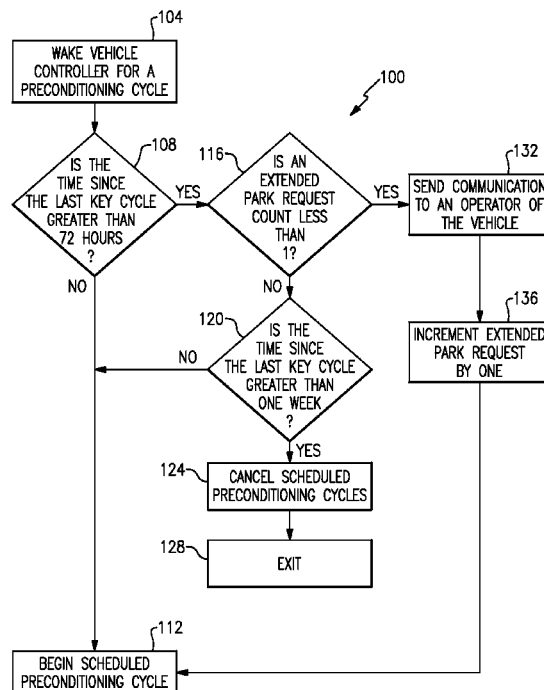 104
WAKE VEHICLE
CONTROLLER FOR A
PRECONDITIONING CYCLE
100
108
IS THE
TIME SINCE
THE LAST KEY CYCLE
GREATER THAN
72 HOURS
?
YES
NO
116
IS AN
EXTENDED
PARK REQUEST
COUNT LESS
THAN
1?
YES
NO
132
SEND COMMUNICATION
TO AN OPERATOR OF
THE VEHICLE
136
INCREMENT EXTENDED
PARK REQUEST
BY ONE
120
IS THE
TIME SINCE
THE LAST KEY CYCLE
GREATER THAN
ONE WEEK
?
NO
YES
124
CANCEL SCHEDULED
PRECONDITIONING CYCLES
128
EXIT
112
BEGIN SCHEDULED
PRECONDITIONING CYCLE